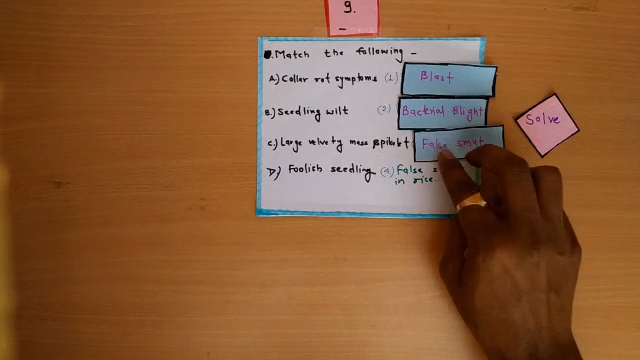 9.
Match the following -
A.) Collar rot symptoms (1) Blast
B.) Seedling wilt (2) Bacterial Blight
C.) Large velvety mass spikelet False smut
D.) Foolish seedling (4) False
in rice
Solve